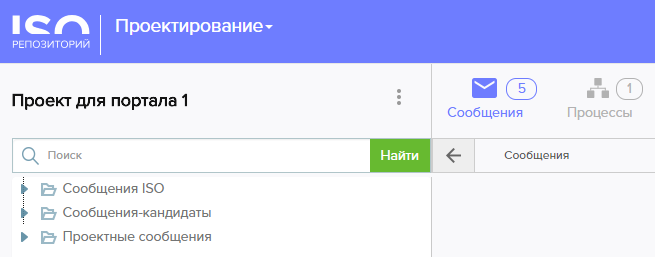 ISO
РЕПОЗИТОРИЙ
Проектирование
Проект для портала 1
5
Сообщения
1
Процессы
Поиск
Найти
Сообщения
Сообщения ISO
Сообщения-кандидаты
Проектные сообщения